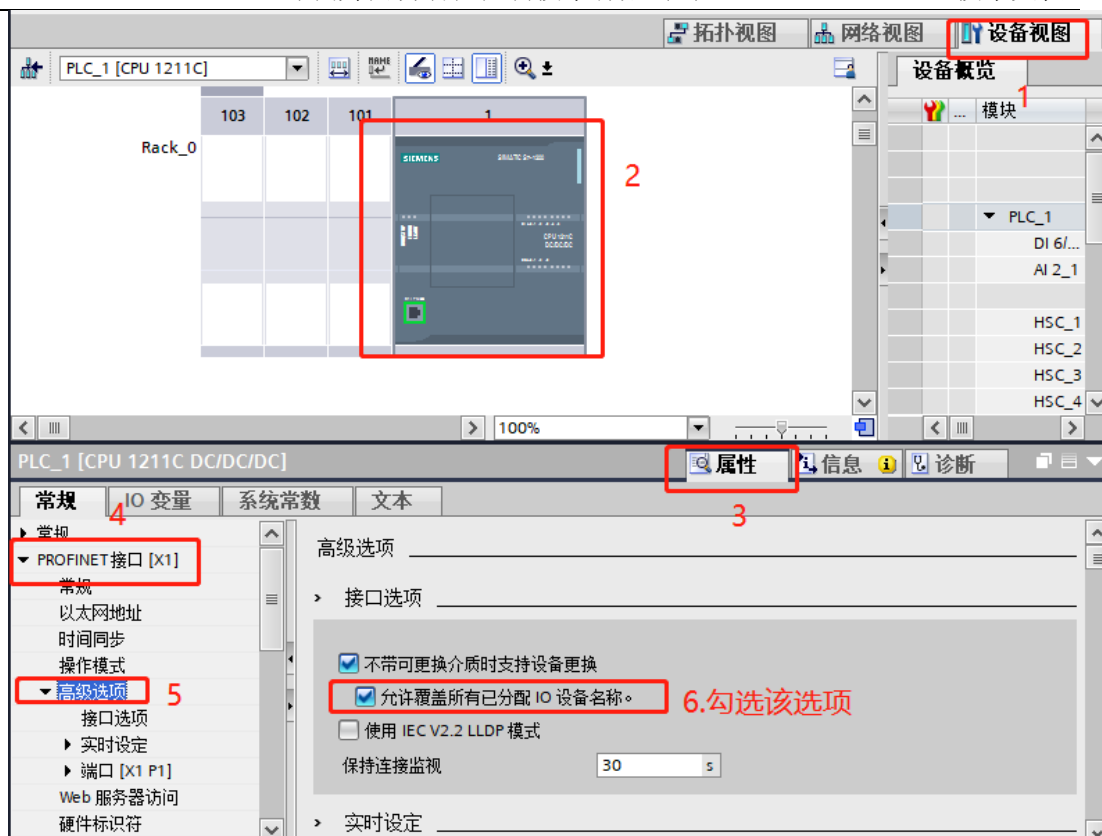 拓扑视图 网络视图 设备视图
PLC_1 [CPU 1211C]
设备概览
1
... 模块
103 102 101 1
Rack_0
SIEMENS
SIMATIC S7-1200
2
CPU 1211C
DC/DC/DC
PLC_1
DI 6/...
AI 2_1
HSC_1
HSC_2
HSC_3
HSC_4
100%
PLC_1 [CPU 1211C DC/DC/DC]
属性 信息 诊断
3
常规 IO 变量 系统常数 文本
4
常规
PROFINET接口 [X1]
常规
以太网地址
时间同步
操作模式
高级选项
5
接口选项
实时设定
端口 [X1 P1]
Web 服务器访问
硬件标识符
高级选项
接口选项
不带可更换介质时支持设备更换
允许覆盖所有已分配 IO 设备名称。
6.勾选该选项
使用 IEC V2.2 LLDP 模式
保持连接监视 30 s
实时设定